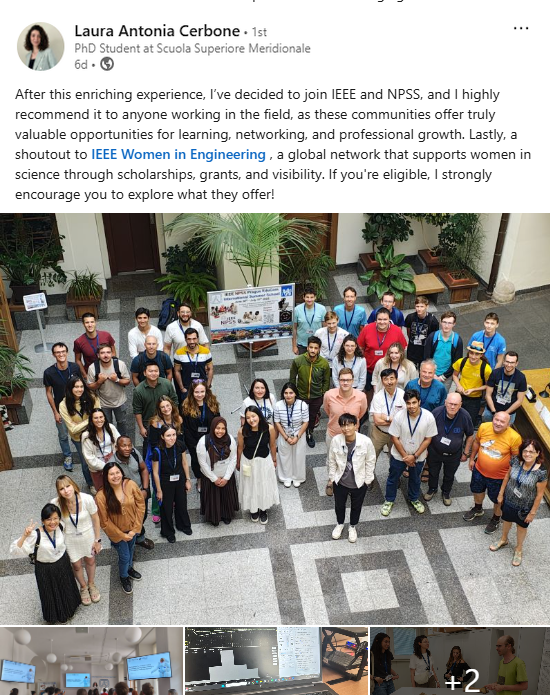 Laura Antonia Cerbone • 1st
PhD Student at Scuola Superiore Meridionale
6d •
After this enriching experience, I've decided to join IEEE and NPSS, and I highly
recommend it to anyone working in the field, as these communities offer truly
valuable opportunities for learning, networking, and professional growth. Lastly, a
shoutout to IEEE Women in Engineering , a global network that supports women in
science through scholarships, grants, and visibility. If you're eligible, I strongly
encourage you to explore what they offer!
International Summer School
NPSS
+2